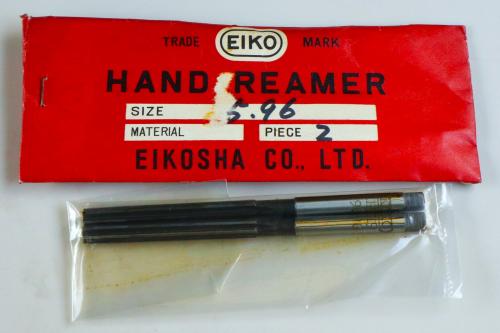 TRADE EIKO MARK
HAND REAMER
SIZE 5.96
MATERIAL PIECE 2
EIKOSHA CO., LTD.